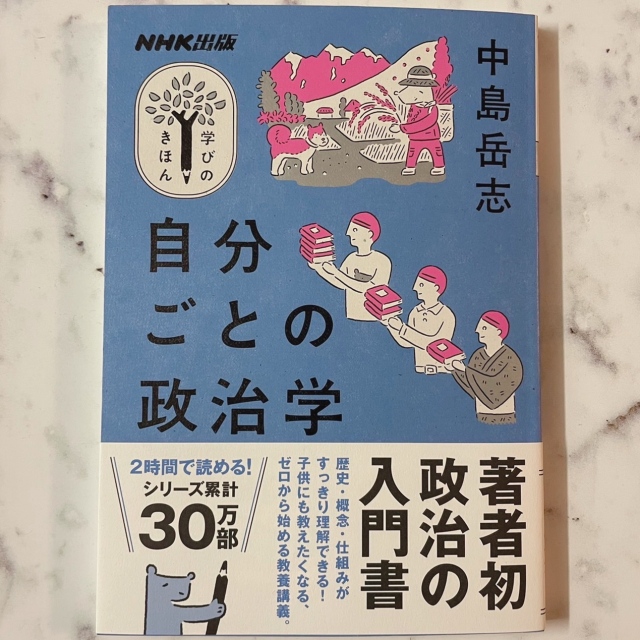 NHK出版
学びの
きほん
中島岳志
自分
ごとの
政治学
著者初
政治の
入門書
歴史・概念・仕組みが
すっきり理解できる！
子供にも教えたくなる、
ゼロから始める教養講義。
2時間で読める！
シリーズ累計
30万部